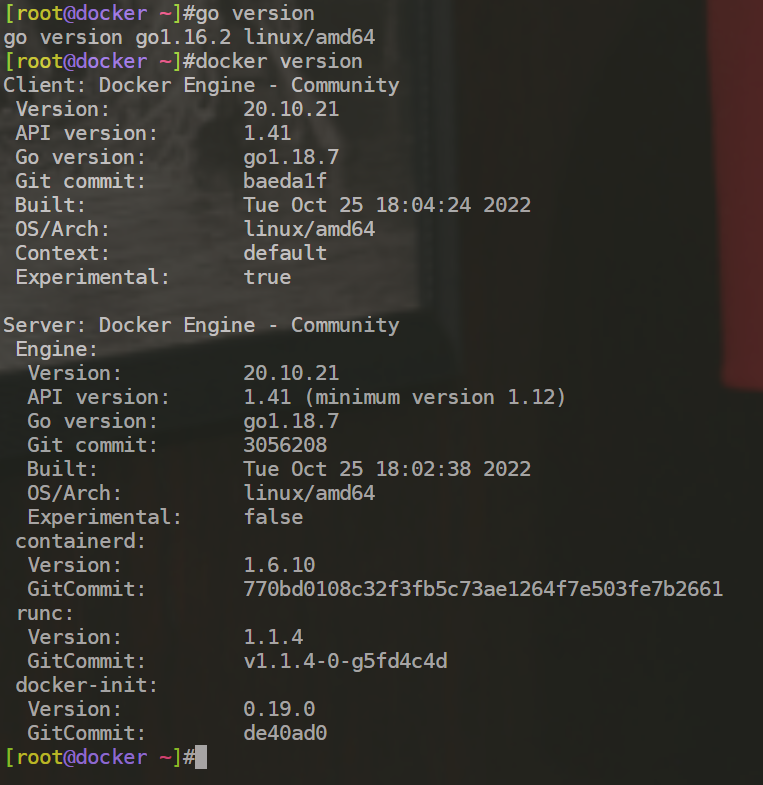 [root@docker ~]#go version
go version go1.16.2 linux/amd64
[root@docker ~]#docker version
Client: Docker Engine - Community
 Version:           20.10.21
 API version:       1.41
 Go version:        go1.18.7
 Git commit:        baeda1f
 Built:             Tue Oct 25 18:04:24 2022
 OS/Arch:           linux/amd64
 Context:           default
 Experimental:      true

Server: Docker Engine - Community
 Engine:
  Version:          20.10.21
  API version:      1.41 (minimum version 1.12)
  Go version:       go1.18.7
  Git commit:       3056208
  Built:            Tue Oct 25 18:02:38 2022
  OS/Arch:          linux/amd64
  Experimental:     false
 containerd:
  Version:          1.6.10
  GitCommit:        770bd0108c32f3fb5c73ae1264f7e503fe7b2661
 runc:
  Version:          1.1.4
  GitCommit:        v1.1.4-0-g5fd4c4d
 docker-init:
  Version:          0.19.0
  GitCommit:        de40ad0
[root@docker ~]#